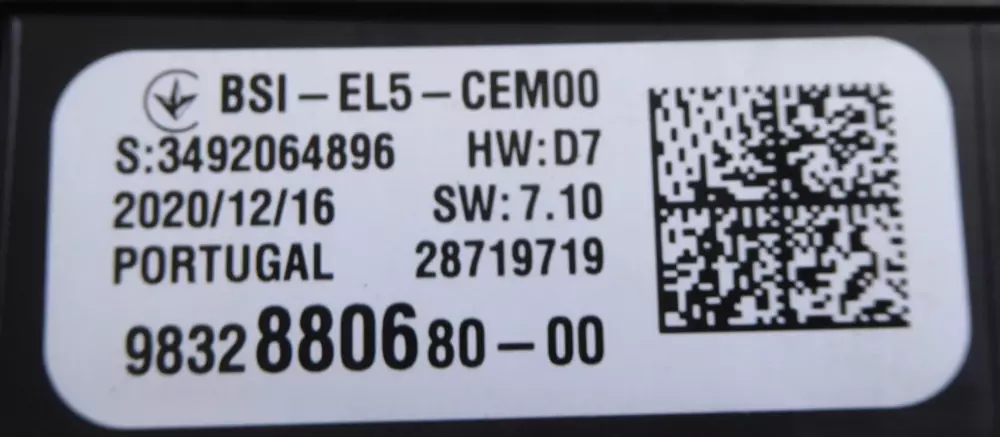 BSI – EL5 – CEM00
S:3492064896 HW:D7
2020/12/16 SW:7.10
PORTUGAL 28719719
9832880680–00